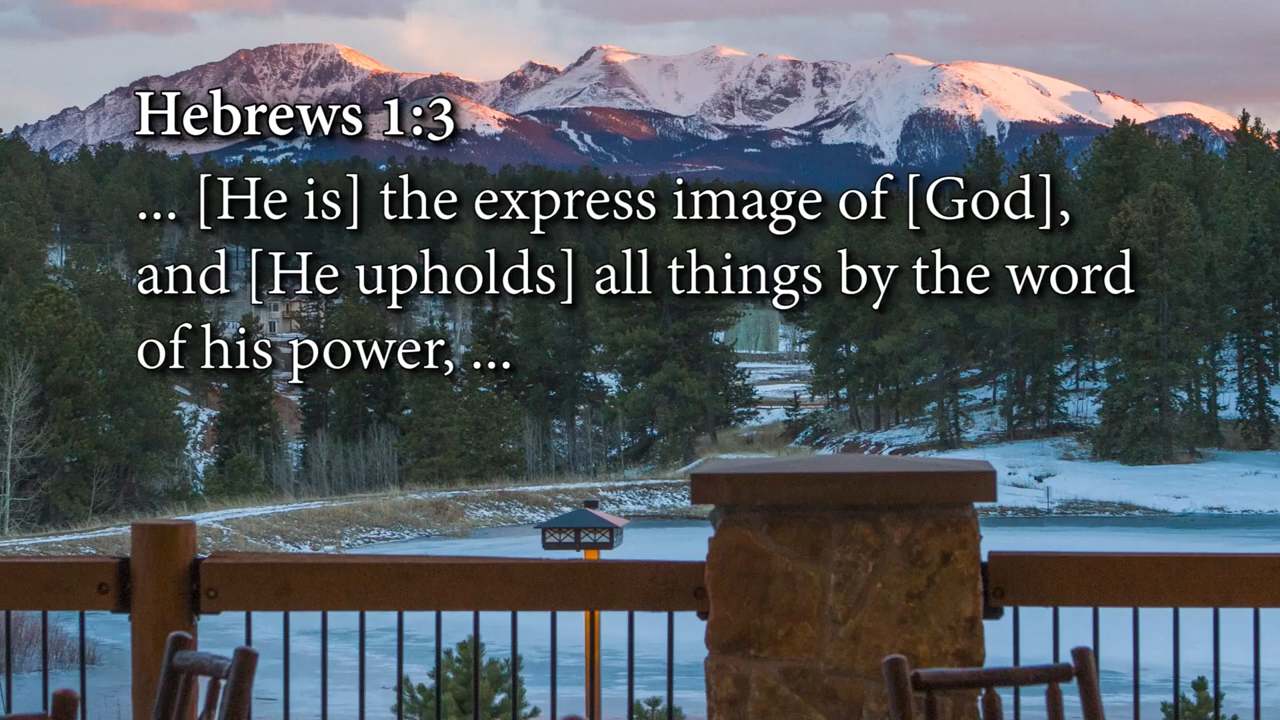 Hebrews 1:3
... [He is] the express image of [God],
and [He upholds] all things by the word
of his power, ...